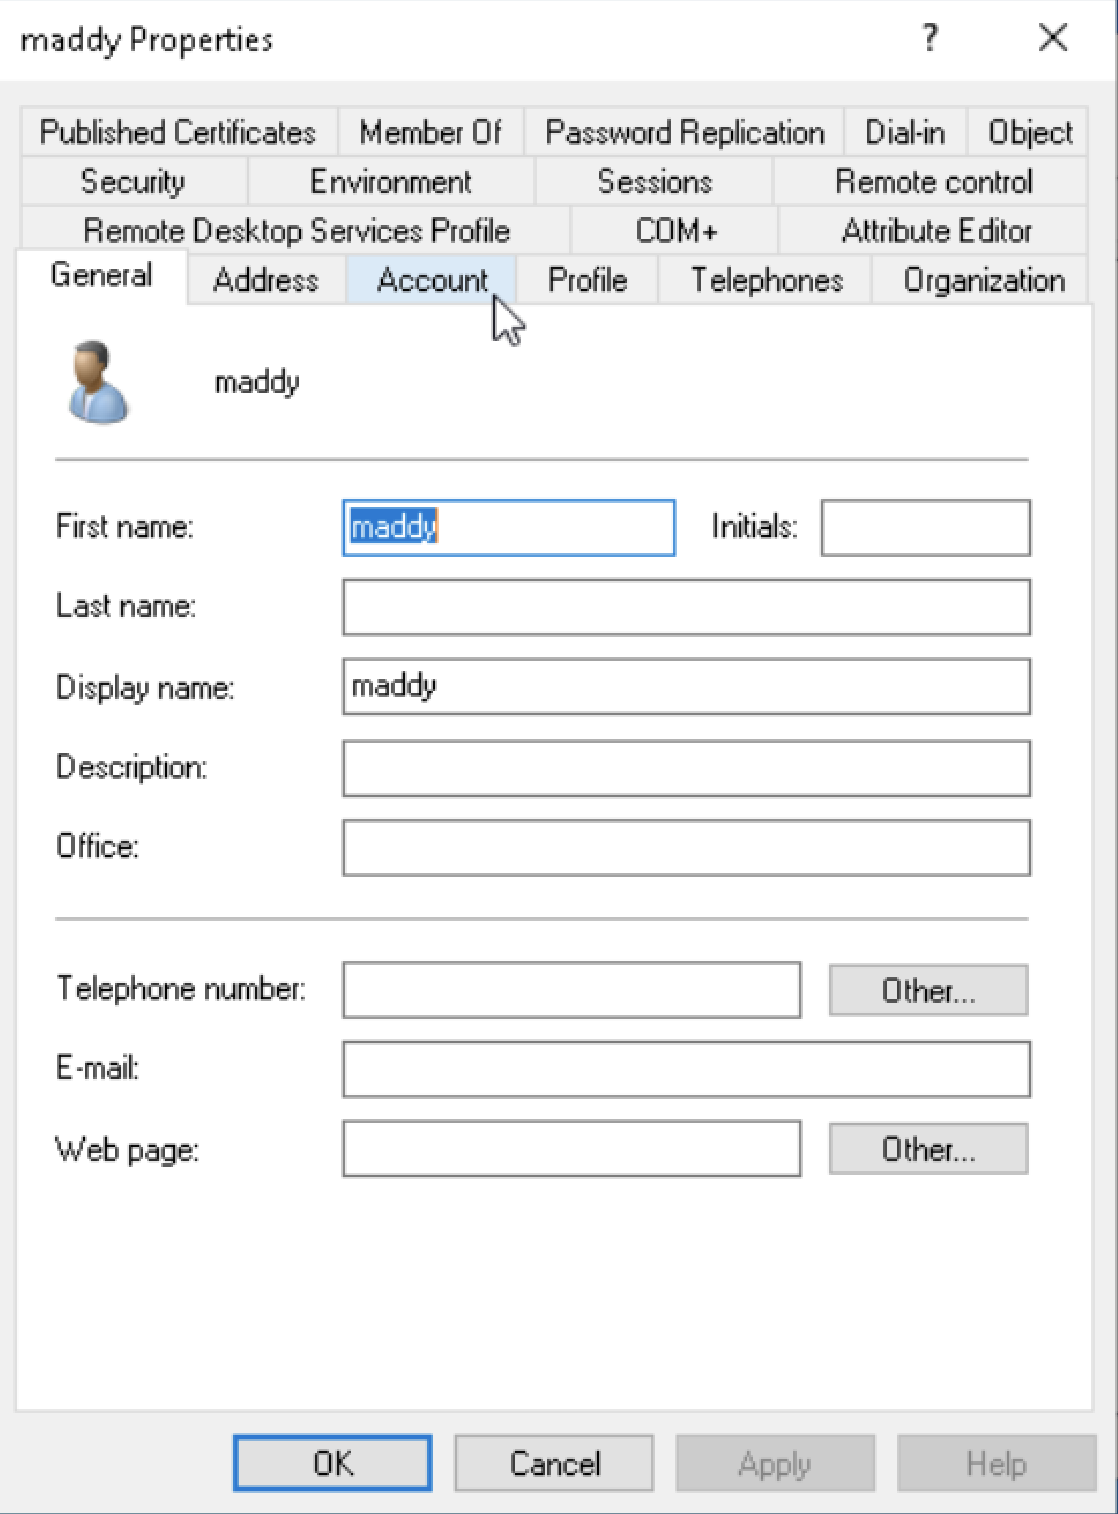 maddy Properties ?
Published Certificates Member Of Password Replication Dial-in Object
Security Environment Sessions Remote control
Remote Desktop Services Profile COM+ Attribute Editor
General Address Account Profile Telephones Organization
maddy
First name: maddy Initials:
Last name:
Display name: maddy
Description:
Office:
Telephone number: Other...
E-mail:
Web page: Other...
OK Cancel Apply Help